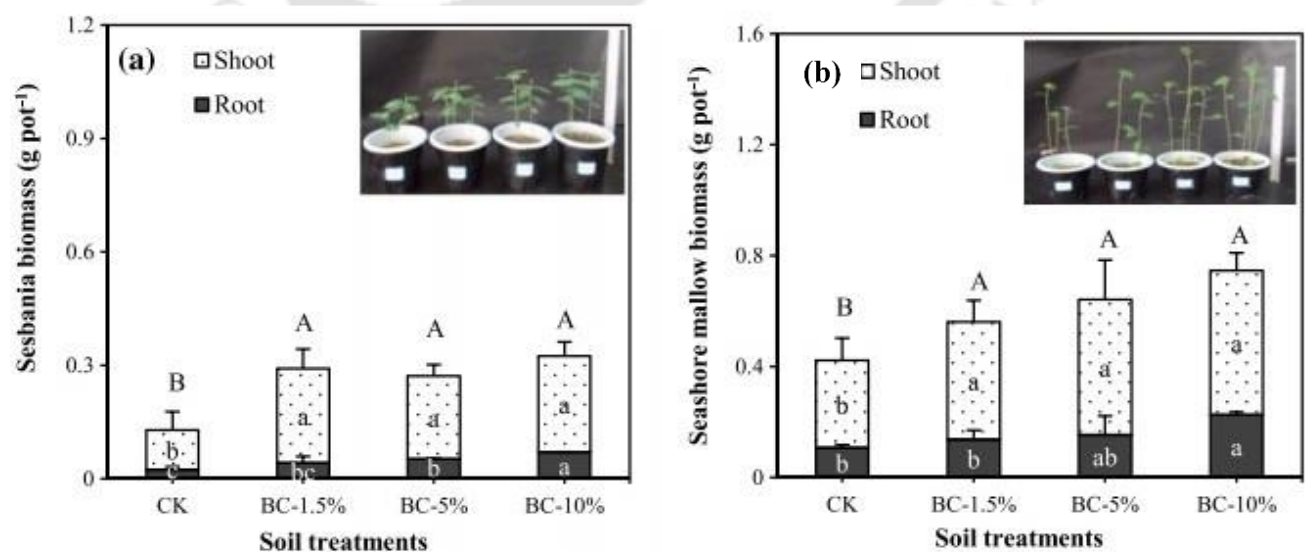 (a)
Shoot
Root
Sesbania biomass (g pot⁻¹)
1.2
0.9
0.6
0.3
0
B
A
A
A
b
a
a
a
c
bc
b
a
CK
BC-1.5%
BC-5%
BC-10%
Soil treatments
(b)
Shoot
Root
Seashore mallow biomass (g pot⁻¹)
1.6
1.2
0.8
0.4
0
B
A
A
A
b
a
a
a
b
b
ab
a
CK
BC-1.5%
BC-5%
BC-10%
Soil treatments